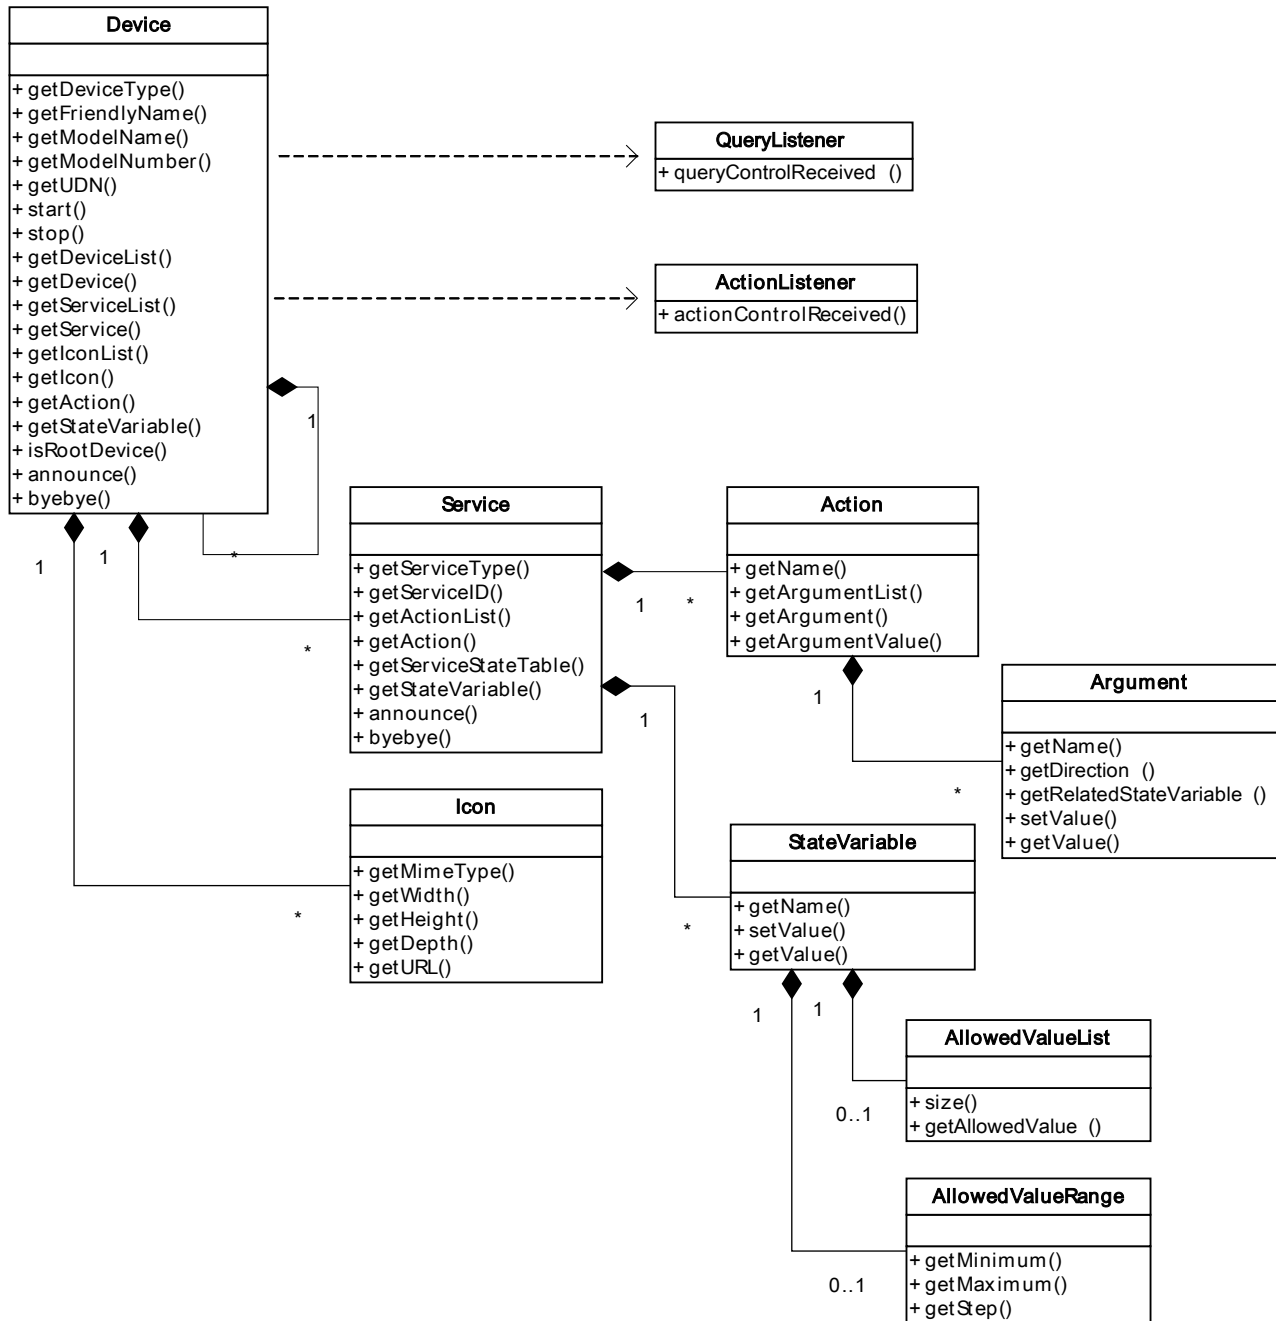 Device
+ getDeviceType()
+ getFriendlyName()
+ getModelName()
+ getModelNumber()
+ getUDN()
+ start()
+ stop()
+ getDeviceList()
+ getDevice()
+ getServiceList()
+ getService()
+ getIconList()
+ getIcon()
+ getAction()
+ getStateVariable()
+ isRootDevice()
+ announce()
+ byebye()
QueryListener
+ queryControlReceived ()
ActionListener
+ actionControlReceived()
1
*
1
1
*
*
Service
+ getServiceType()
+ getServiceID()
+ getActionList()
+ getAction()
+ getServiceStateTable()
+ getStateVariable()
+ announce()
+ byebye()
1
*
1
*
Action
+ getName()
+ getArgumentList()
+ getArgument()
+ getArgumentValue()
1
*
Argument
+ getName()
+ getDirection ()
+ getRelatedStateVariable ()
+ setValue()
+ getValue()
Icon
+ getMimeType()
+ getWidth()
+ getHeight()
+ getDepth()
+ getURL()
StateVariable
+ getName()
+ setValue()
+ getValue()
1
1
0..1
0..1
AllowedValueList
+ size()
+ getAllowedValue ()
AllowedValueRange
+ getMinimum()
+ getMaximum()
+ getStep()